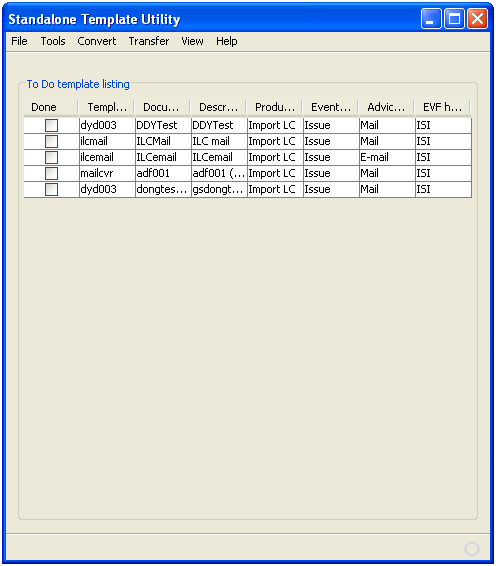 Standalone Template Utility
File Tools Convert Transfer View Help
To Do template listing
Done Templ... Docu... Descr... Produ... Event... Advic... EVF h...
dyd003 DDYTest DDYTest Import LC Issue Mail ISI
ilcmail ILCMail ILC mail Import LC Issue Mail ISI
ilcemail ILCemail ILCemail Import LC Issue E-mail ISI
mailcvr adf001 adf001 (... Import LC Issue Mail ISI
dyd003 dongtes... gsdongt... Import LC Issue Mail ISI